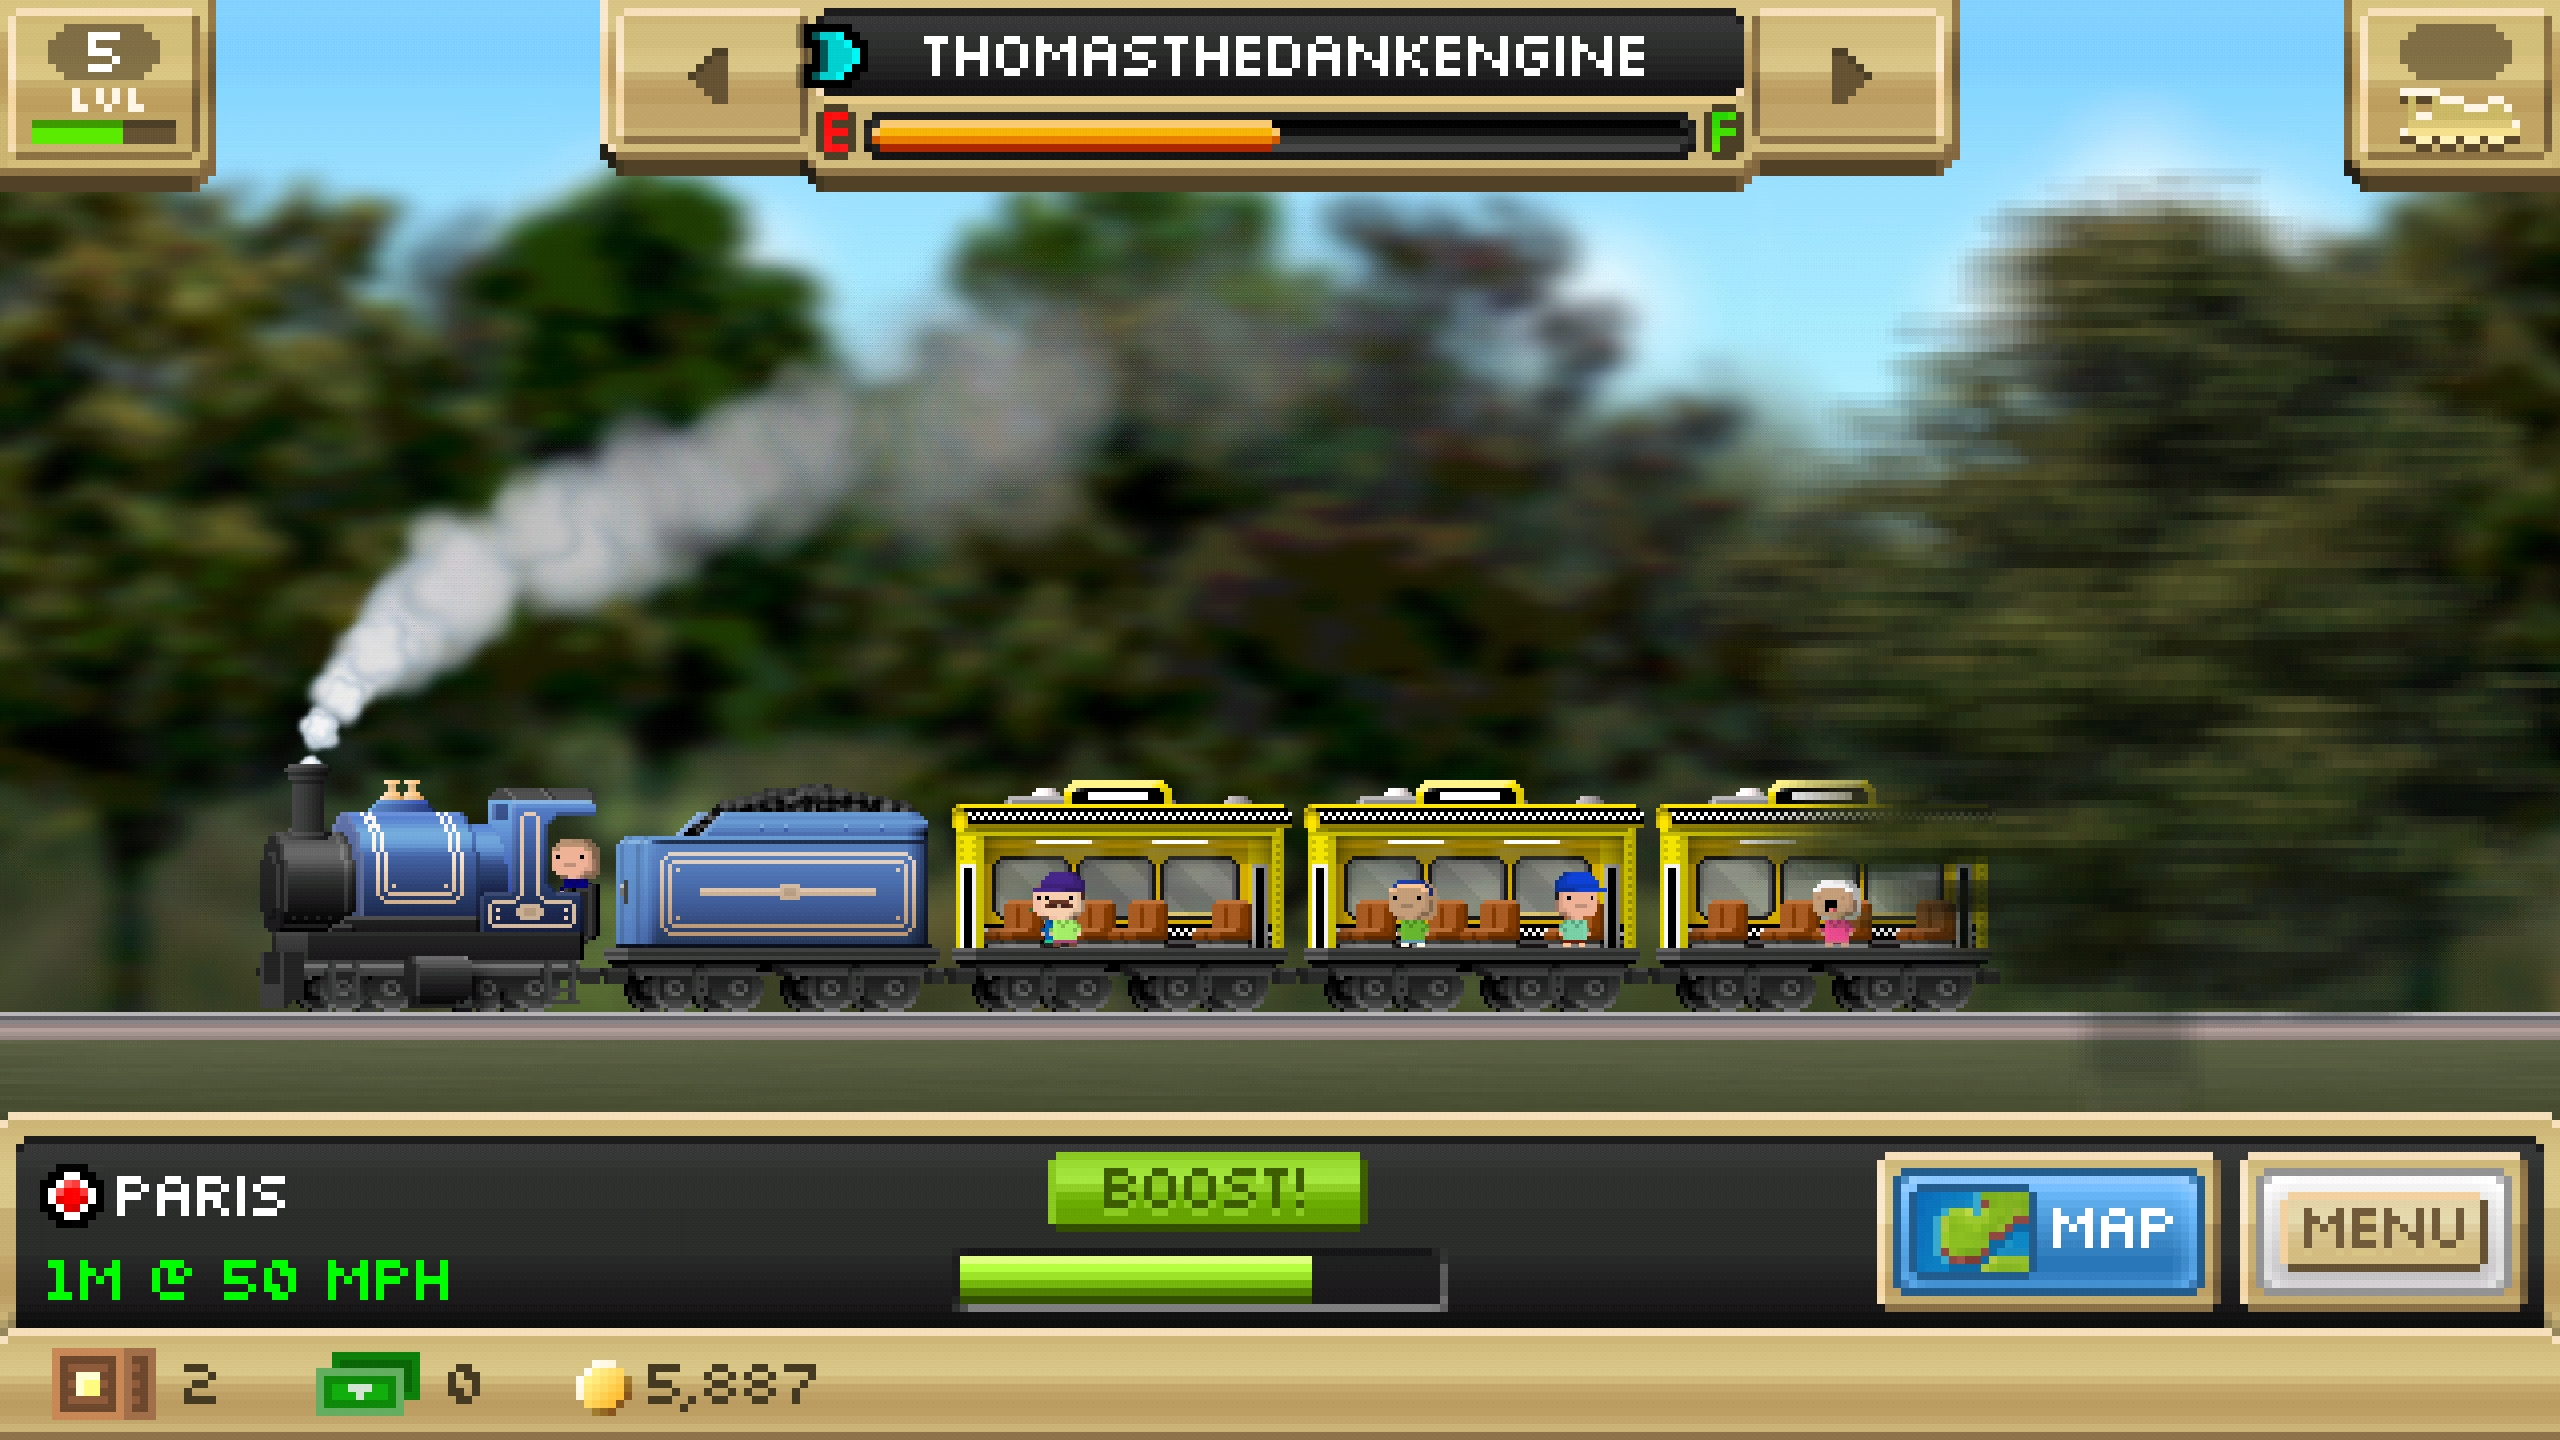 5
LVL
THOMASTHEDANKENGINE
E F
PARIS
1M @ 50 MPH
BOOST!
MAP
MENU
2
0
5,887